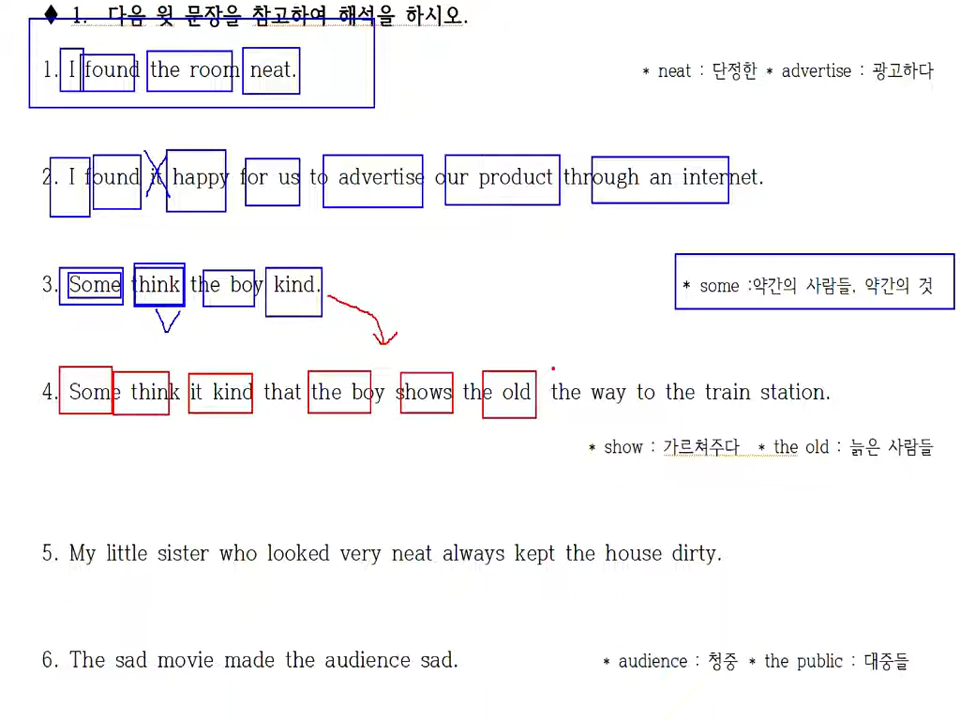 ◆ 1. 다음 윗 문장을 참고하여 해석을 하시오.
1. I found the room neat. * neat : 단정한 * advertise : 광고하다
2. I found it happy for us to advertise our product through an internet.
3. Some think the boy kind. * some :약간의 사람들, 약간의 것
4. Some think it kind that the boy shows the old the way to the train station.
* show : 가르쳐주다 * the old : 늙은 사람들
5. My little sister who looked very neat always kept the house dirty.
6. The sad movie made the audience sad. * audience : 청중 * the public : 대중들